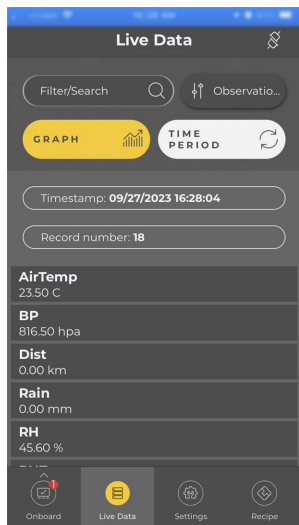 Live Data
Filter/Search
Observatio...
GRAPH
TIME
PERIOD
Timestamp: 09/27/2023 16:28:04
Record number: 18
AirTemp
23.50 C
BP
816.50 hpa
Dist
0.00 km
Rain
0.00 mm
RH
45.60 %
1
Onboard
Live Data
Settings
Recipe